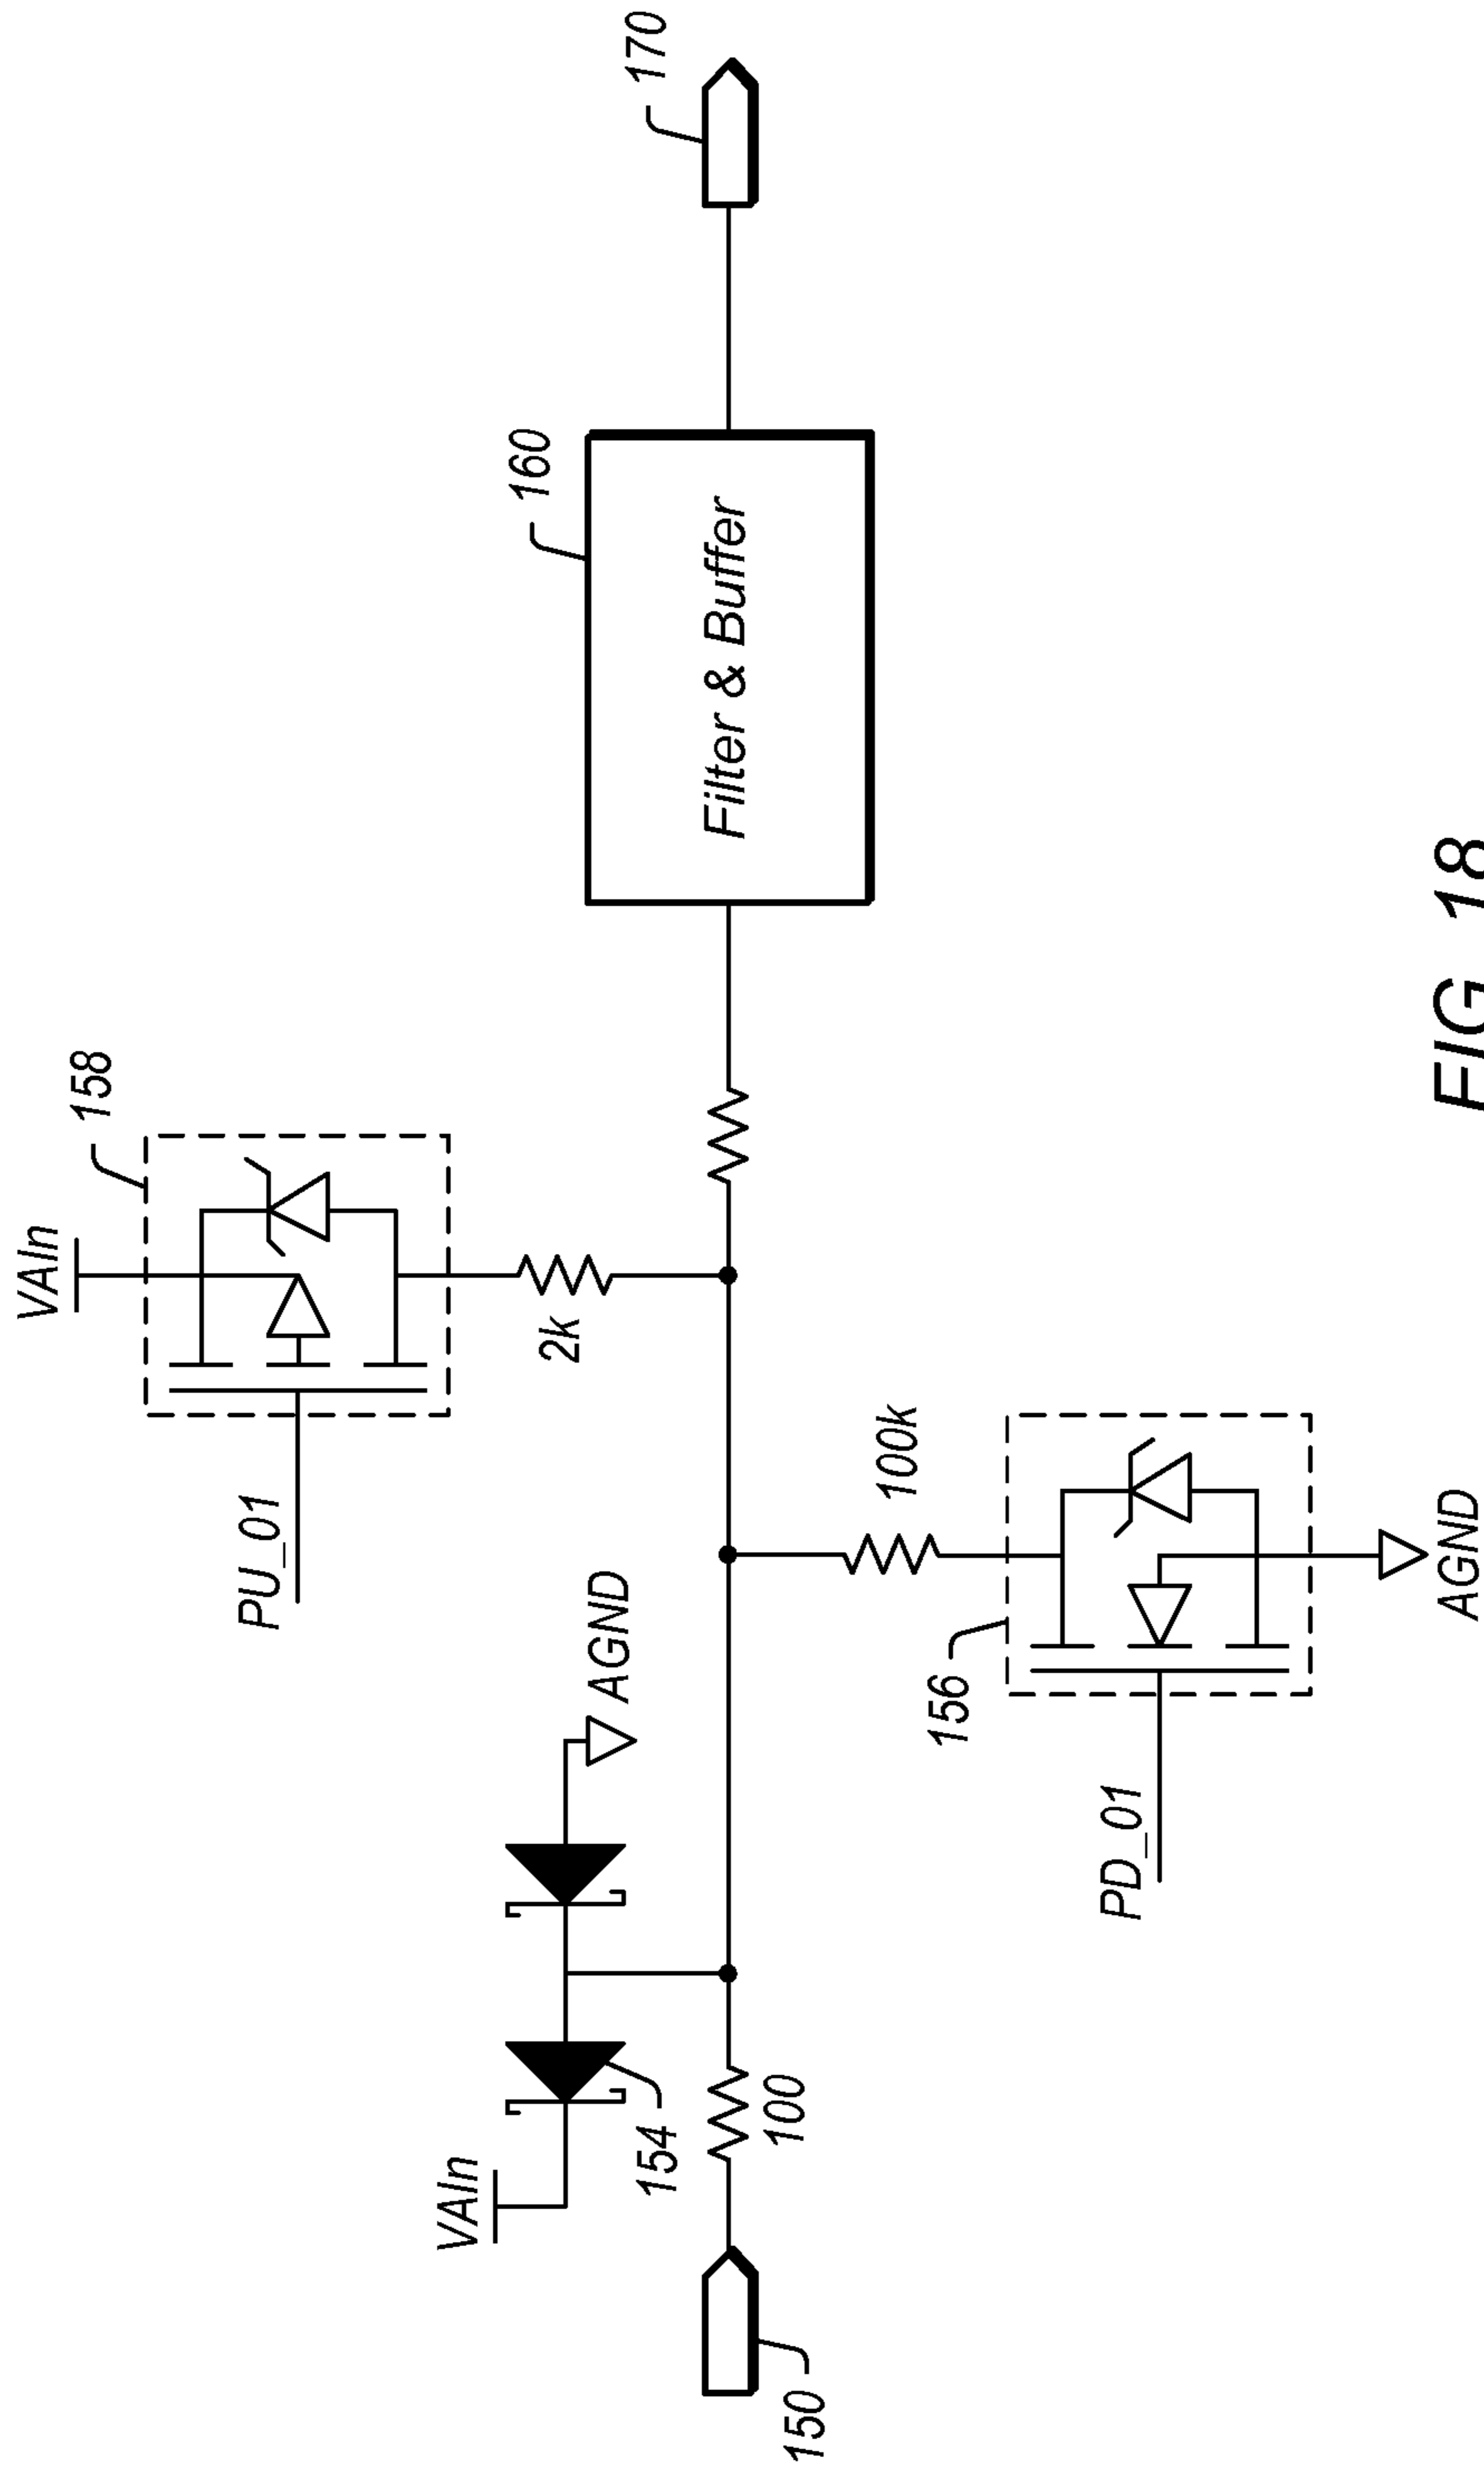 VAIn
158
PU_01
2k
VAIn
AGND
154
160
170
Filter & Buffer
150
100
100k
156
PD_01
AGND
FIG. 18